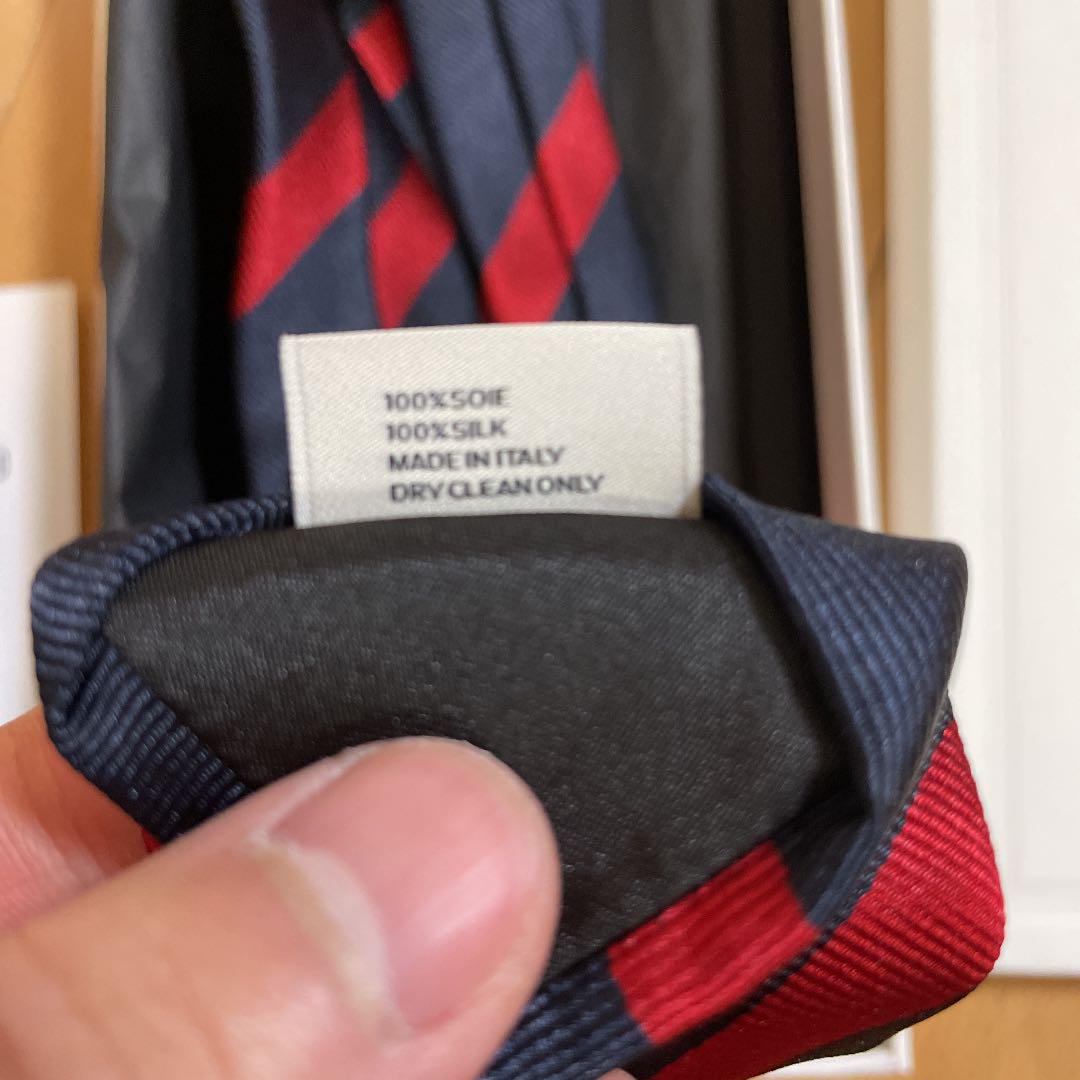 100%SOIE
100%SILK
MADE IN ITALY
DRY CLEAN ONLY